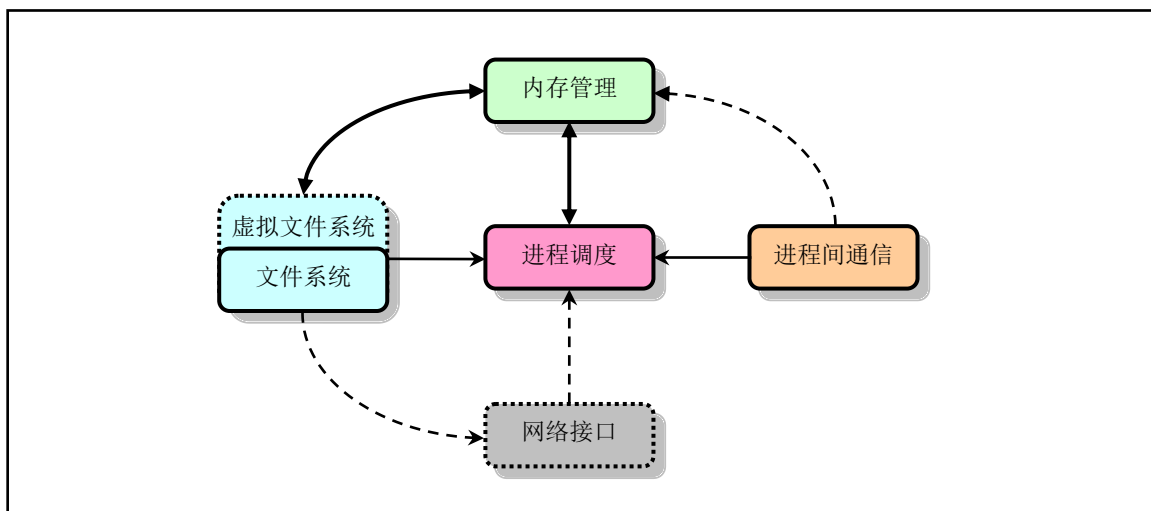 内存管理
虚拟文件系统
文件系统
进程调度
进程间通信
网络接口